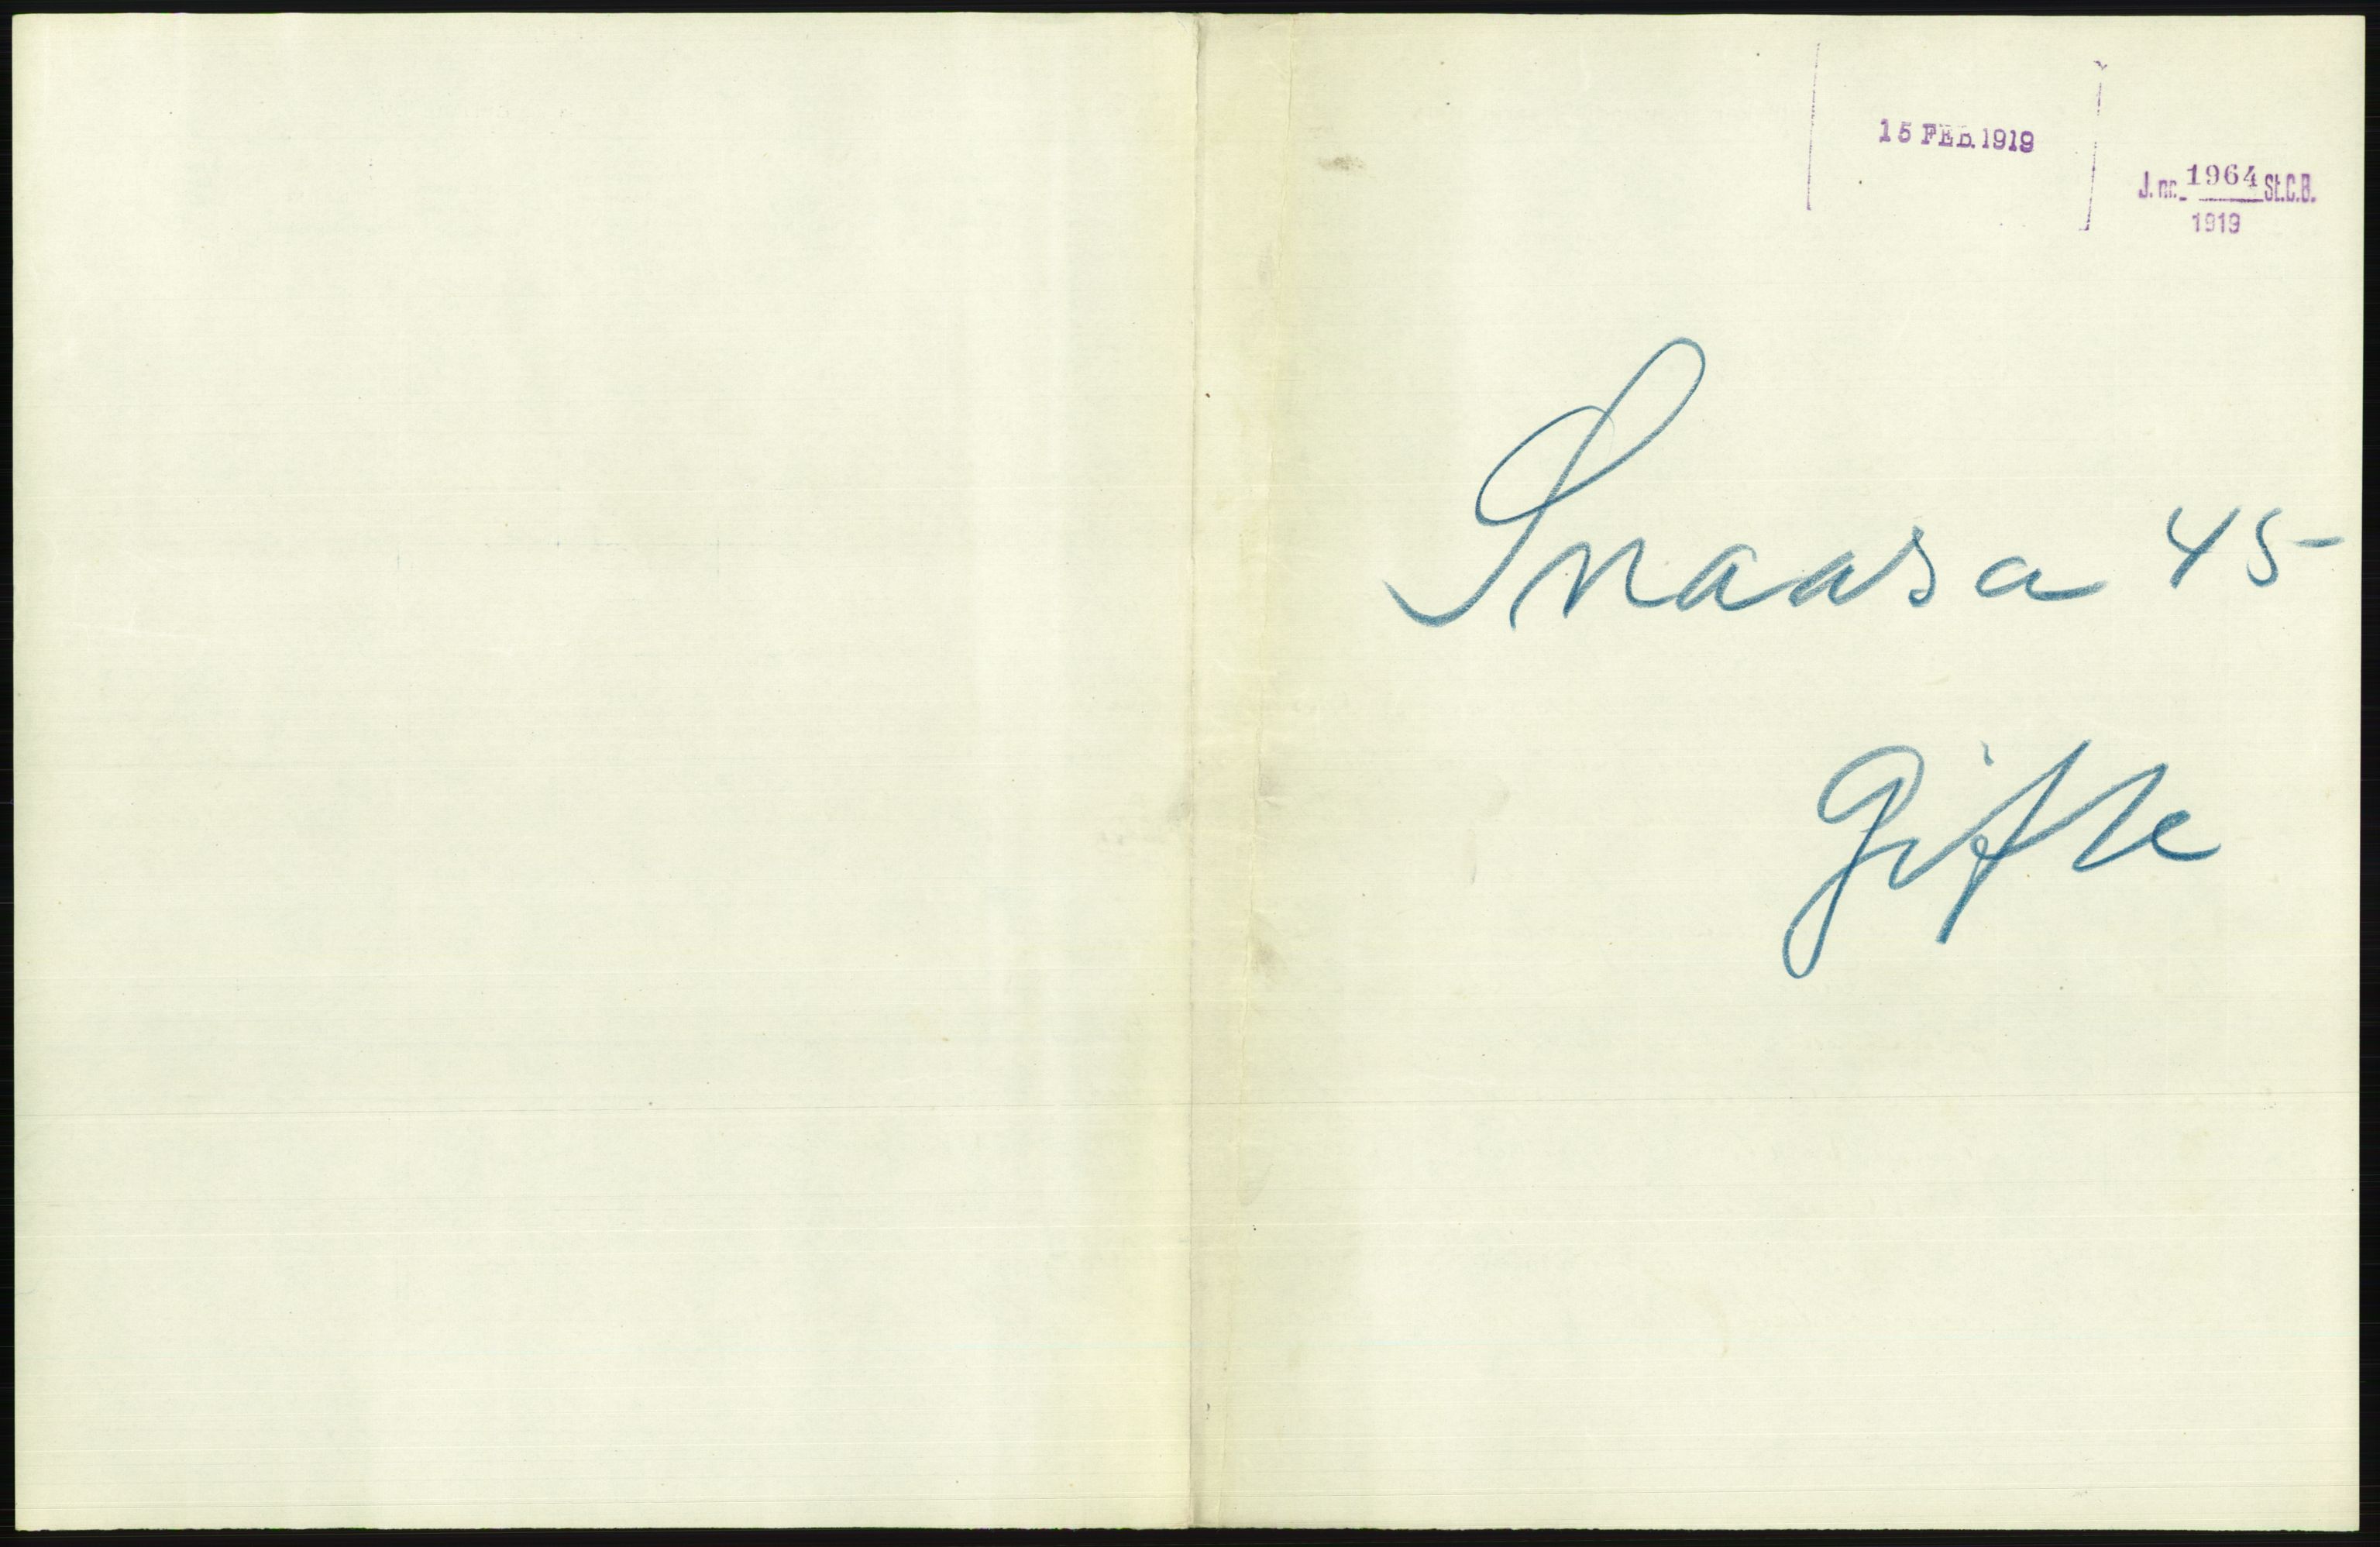 15 FEB. 1919
J. nr. 1964 St.C.B.
1919
Snaasa 45
Gifte